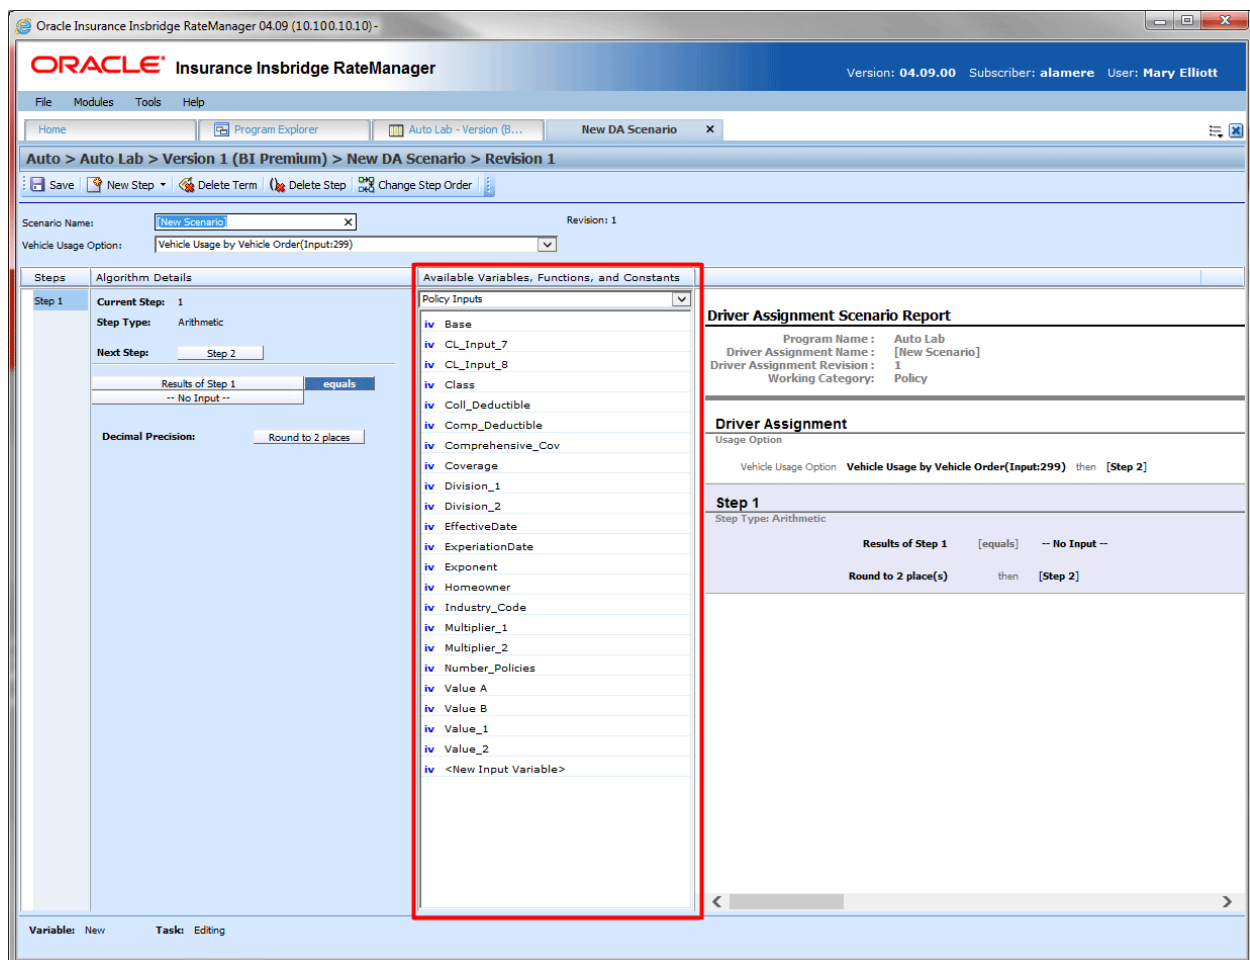 Oracle Insurance Insbridge RateManager 04.09 (10.100.10.10) -
ORACLE Insurance Insbridge RateManager
Version: 04.09.00 Subscriber: alamere User: Mary Elliott
File Modules Tools Help
Home Program Explorer Auto Lab - Version (B... New DA Scenario
Auto > Auto Lab > Version 1 (BI Premium) > New DA Scenario > Revision 1
Save New Step Delete Term Delete Step Change Step Order
Scenario Name: [New Scenario] Revision: 1
Vehicle Usage Option: Vehicle Usage by Vehicle Order(Input:299)
Steps Algorithm Details Available Variables, Functions, and Constants
Step 1
Current Step: 1
Step Type: Arithmetic
Next Step: Step 2
Results of Step 1 equals
-- No Input --
Decimal Precision: Round to 2 places
Policy Inputs
iv Base
iv CL_Input_7
iv CL_Input_8
iv Class
iv Coll_Deductible
iv Comp_Deductible
iv Comprehensive_Cov
iv Coverage
iv Division_1
iv Division_2
iv EffectiveDate
iv ExperiationDate
iv Exponent
iv Homeowner
iv Industry_Code
iv Multiplier_1
iv Multiplier_2
iv Number_Policies
iv Value A
iv Value B
iv Value_1
iv Value_2
iv <New Input Variable>
Driver Assignment Scenario Report
Program Name : Auto Lab
Driver Assignment Name : [New Scenario]
Driver Assignment Revision : 1
Working Category: Policy
Driver Assignment
Usage Option
Vehicle Usage Option Vehicle Usage by Vehicle Order(Input:299) then [Step 2]
Step 1
Step Type: Arithmetic
Results of Step 1 [equals] -- No Input --
Round to 2 place(s) then [Step 2]
Variable: New Task: Editing